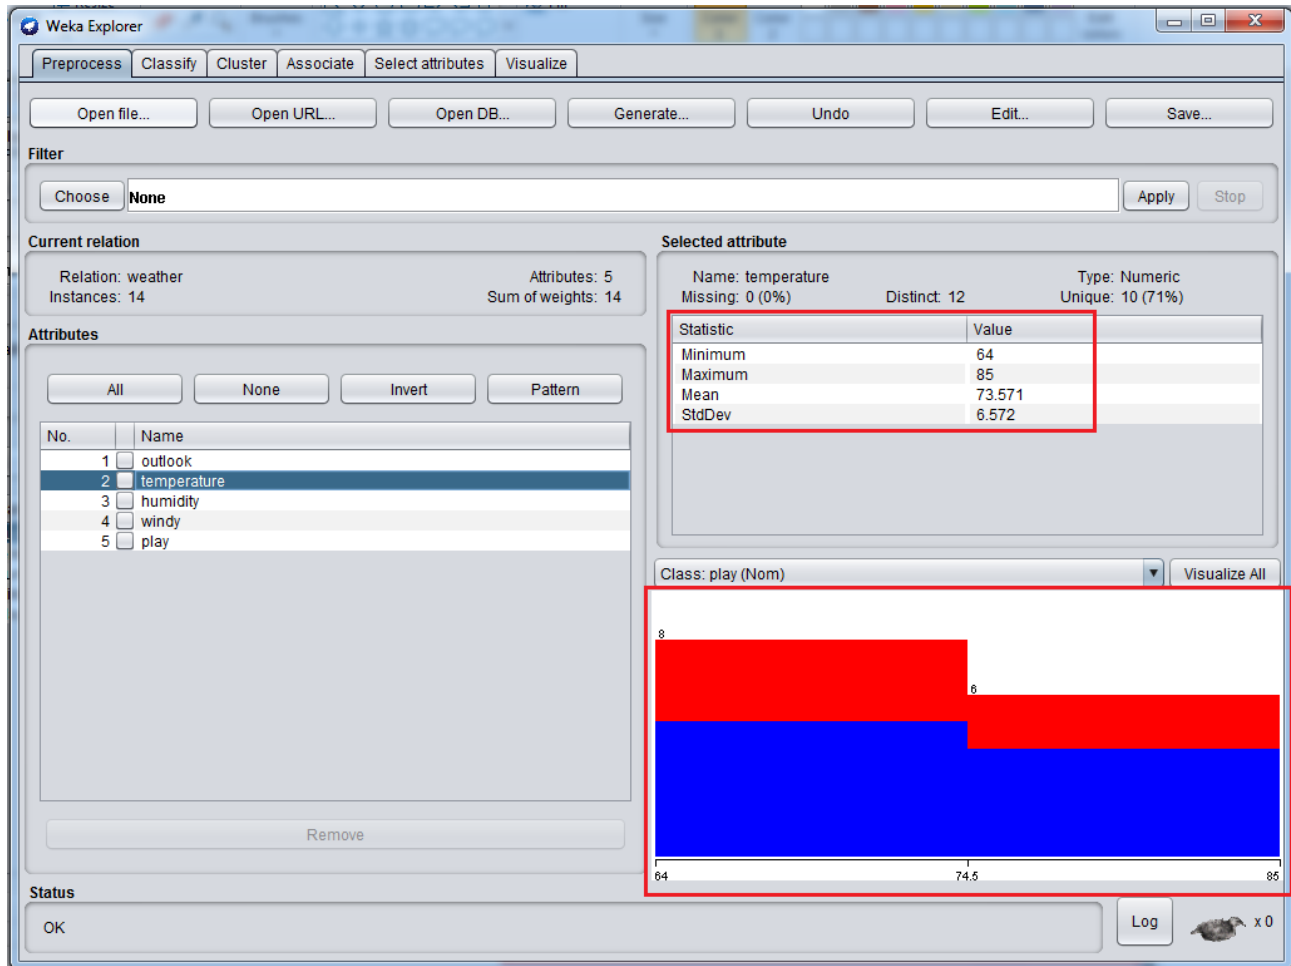 Weka Explorer
Preprocess Classify Cluster Associate Select attributes Visualize
Open file... Open URL... Open DB... Generate... Undo Edit... Save...
Filter
Choose None Apply Stop
Current relation
Relation: weather Attributes: 5
Instances: 14 Sum of weights: 14
Attributes
All None Invert Pattern
No. Name
1 outlook
2 temperature
3 humidity
4 windy
5 play
Remove
Selected attribute
Name: temperature Type: Numeric
Missing: 0 (0%) Distinct: 12 Unique: 10 (71%)
Statistic Value
Minimum 64
Maximum 85
Mean 73.571
StdDev 6.572
Class: play (Nom) Visualize All
8
6
64 74.5 85
Status
OK Log x 0